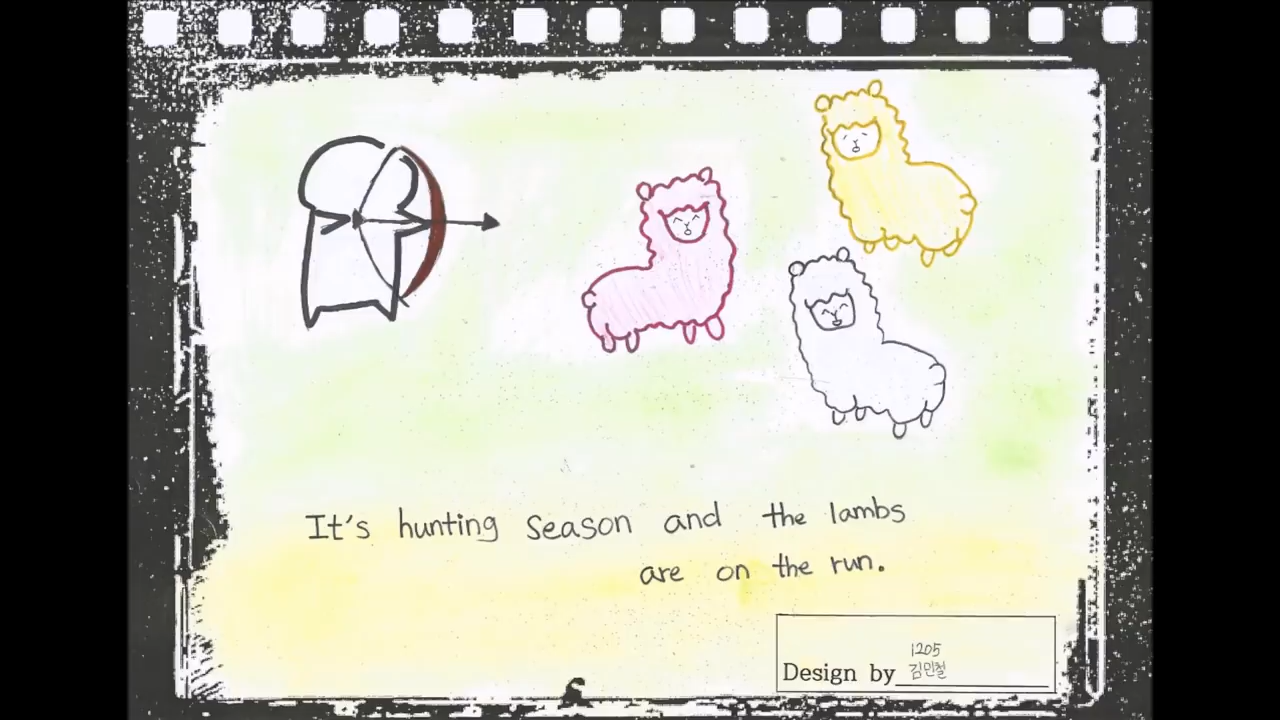 It's hunting season and the lambs
are on the run.
1205
Design by 김민철